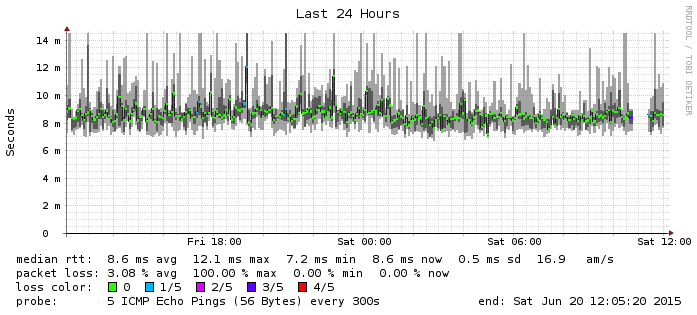 Last 24 Hours
RRDTOOL / TOBI OETIKER
Seconds
14 m
12 m
10 m
8 m
6 m
4 m
2 m
0
Fri 18:00 Sat 00:00 Sat 06:00 Sat 12:00
median rtt: 8.6 ms avg 12.1 ms max 7.2 ms min 8.6 ms now 0.5 ms sd 16.9 am/s
packet loss: 3.08 % avg 100.00 % max 0.00 % min 0.00 % now
loss color: 0 1/5 2/5 3/5 4/5
probe: 5 ICMP Echo Pings (56 Bytes) every 300s end: Sat Jun 20 12:05:20 2015